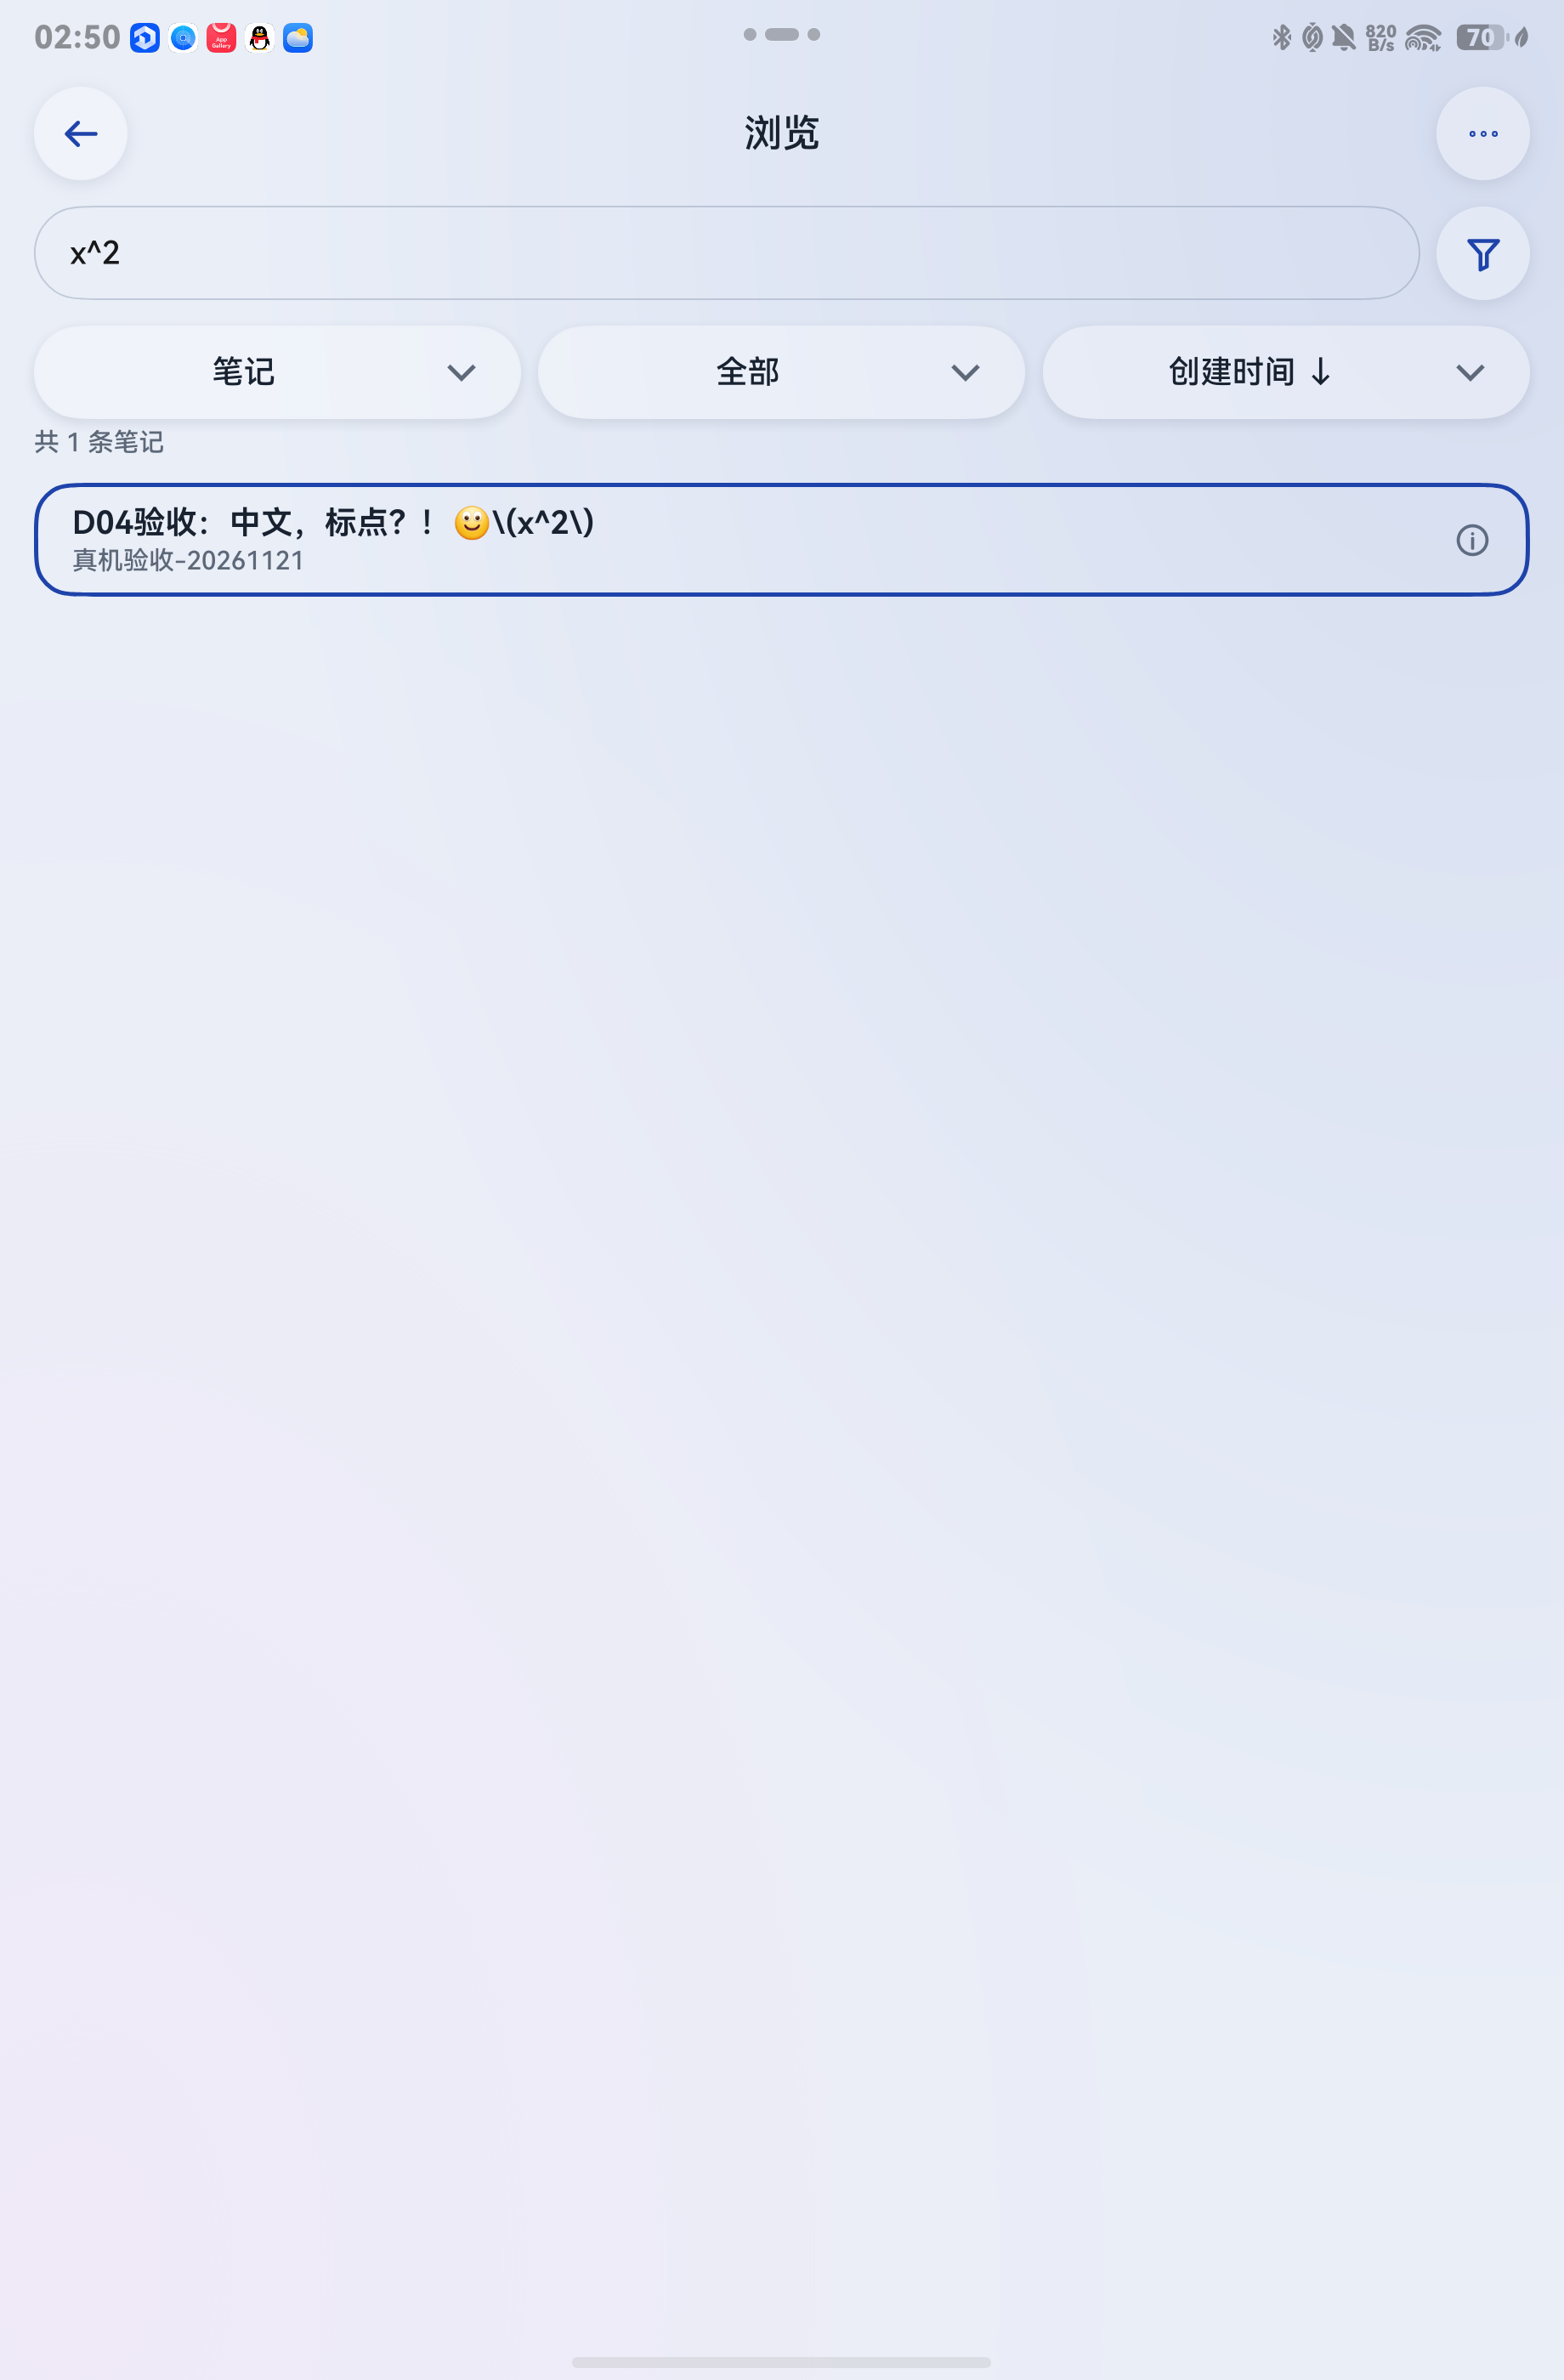 02:50
820 B/s
70
浏览
x^2
笔记
全部
创建时间 ↓
共 1 条笔记
D04验收：中文，标点？！🙂\(x^2\)
真机验收-20261121